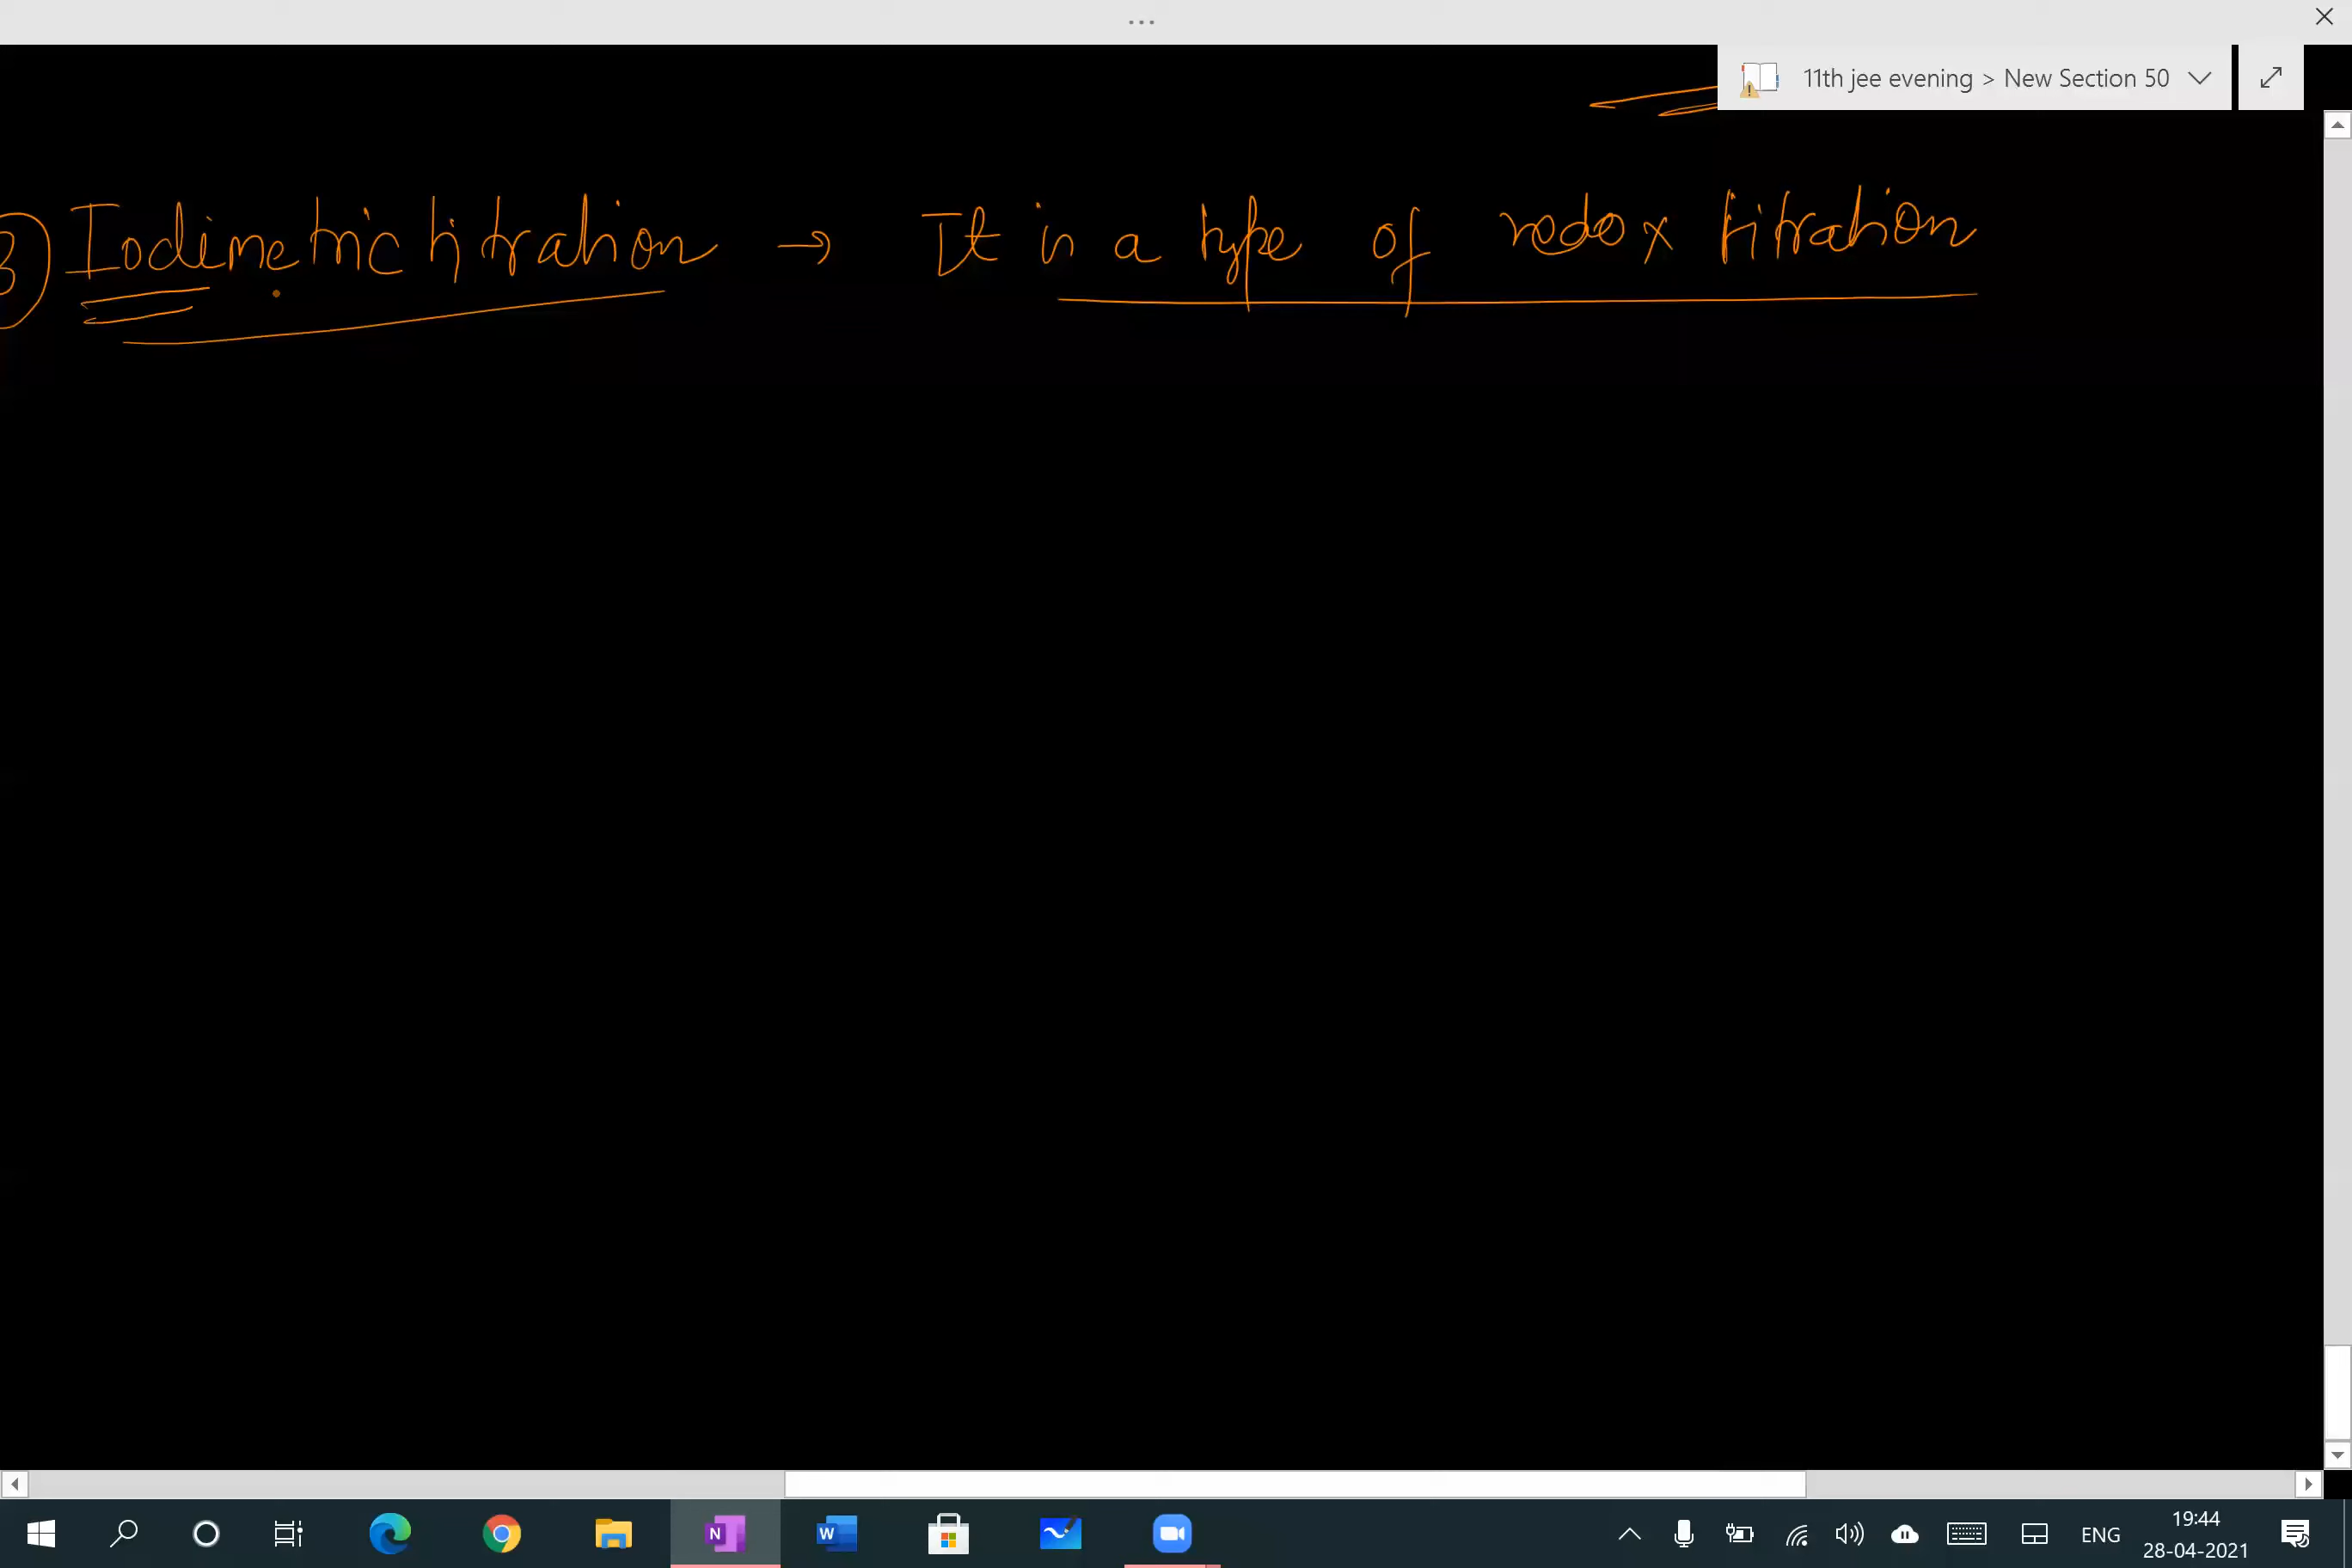 ...
11th jee evening > New Section 50
3 Iodimetric titration → It is a type of redox titration
ENG
19:44
28-04-2021